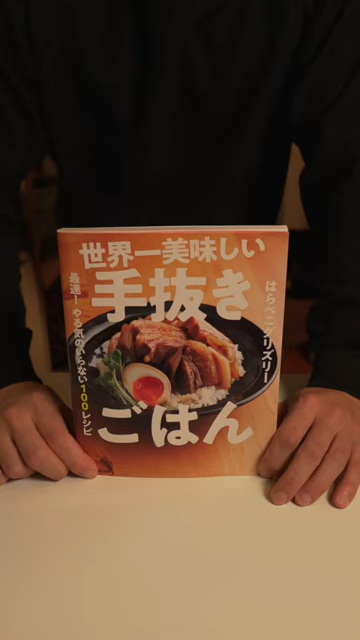 世界一美味しい
手抜き
ごはん
最速！やる気のいらない100レシピ
はらぺこグリズリー